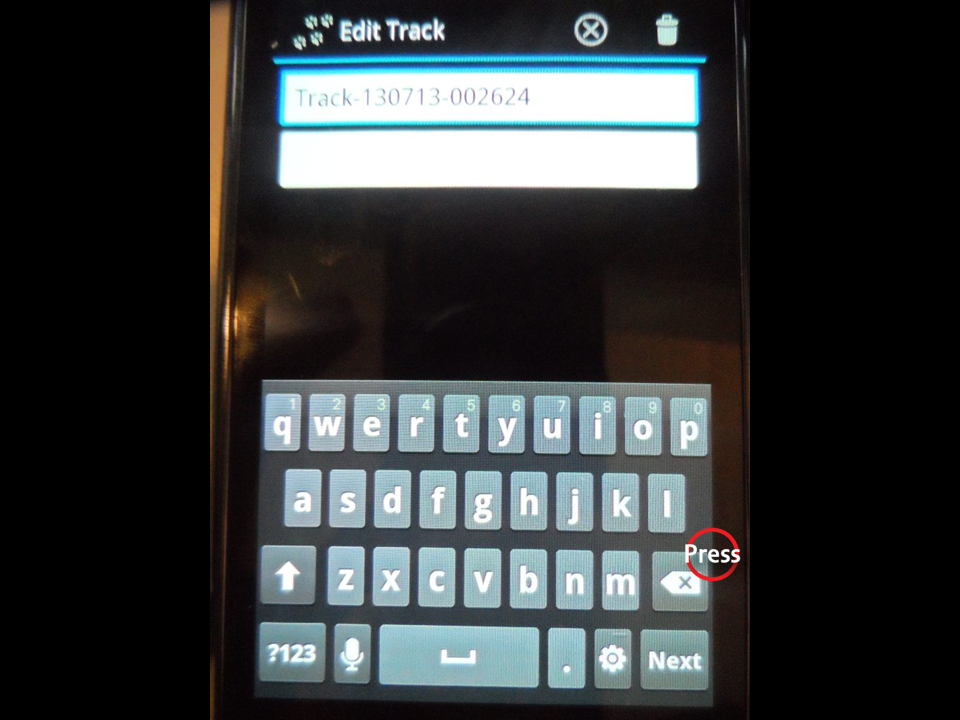 Edit Track
Track-130713-002624
1 2 3 4 5 6 7 8 9 0
q w e r t y u i o p
a s d f g h j k l
Press
z x c v b n m
?123 . Next